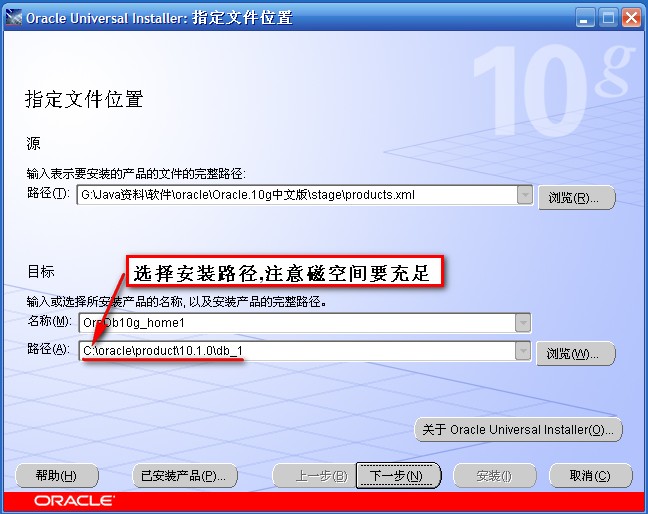 Oracle Universal Installer: 指定文件位置
10g
指定文件位置
源
输入表示要安装的产品的文件的完整路径:
路径(T): G:\Java资料\软件\oracle\Oracle.10g中文版\stage\products.xml 浏览(R)...
目标
选择安装路径,注意磁空间要充足
输入或选择所安装产品的名称, 以及安装产品的完整路径。
名称(M): OraDb10g_home1
路径(A): C:\oracle\product\10.1.0\db_1 浏览(W)...
关于 Oracle Universal Installer(O)...
帮助(H) 已安装产品(P)... 上一步(B) 下一步(N) 安装(I) 取消(C)
ORACLE